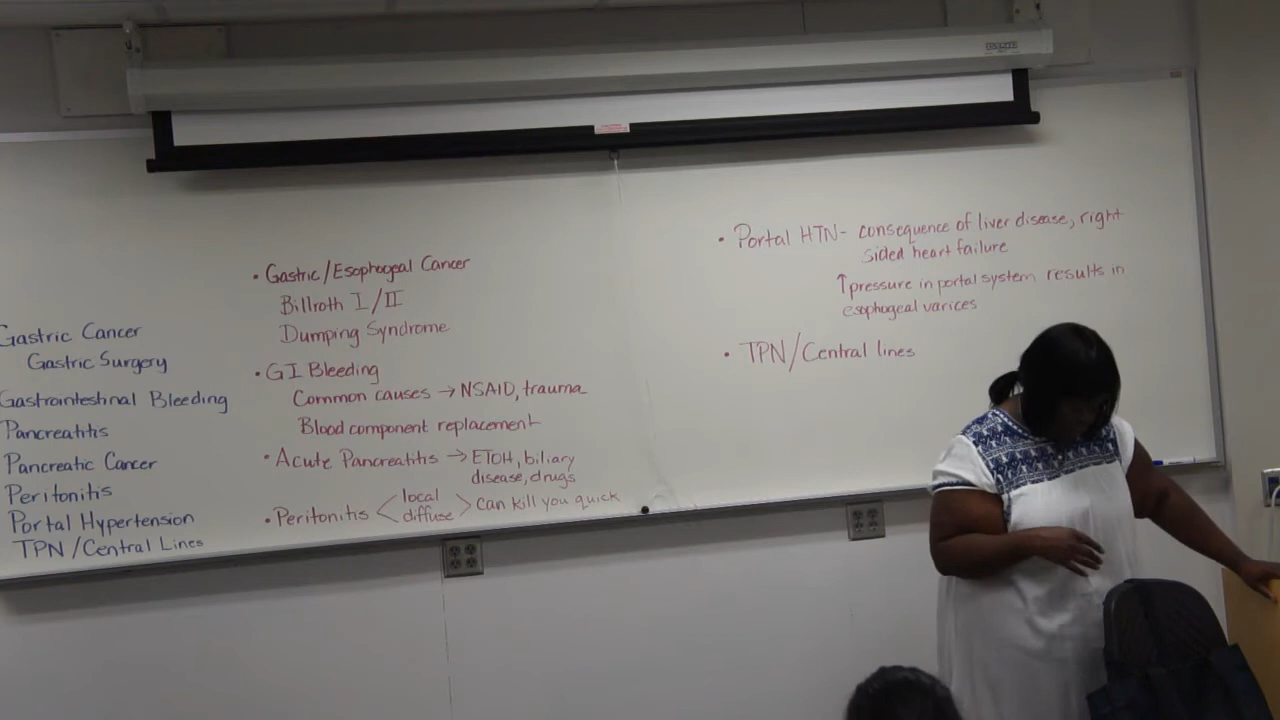 Gastric Cancer
Gastric Surgery
Gastrointestinal Bleeding
Pancreatitis
Pancreatic Cancer
Peritonitis
Portal Hypertension
TPN/Central Lines
• Gastric/Esophageal Cancer
Billroth I/II
Dumping Syndrome
• GI Bleeding
Common causes → NSAID, trauma
Blood component replacement
• Acute Pancreatitis → ETOH, biliary
disease, drugs
• Peritonitis < local
diffuse > can kill you quick
• Portal HTN- consequence of liver disease, right
sided heart failure
↑pressure in portal system results in
esophogeal varices
• TPN/Central lines